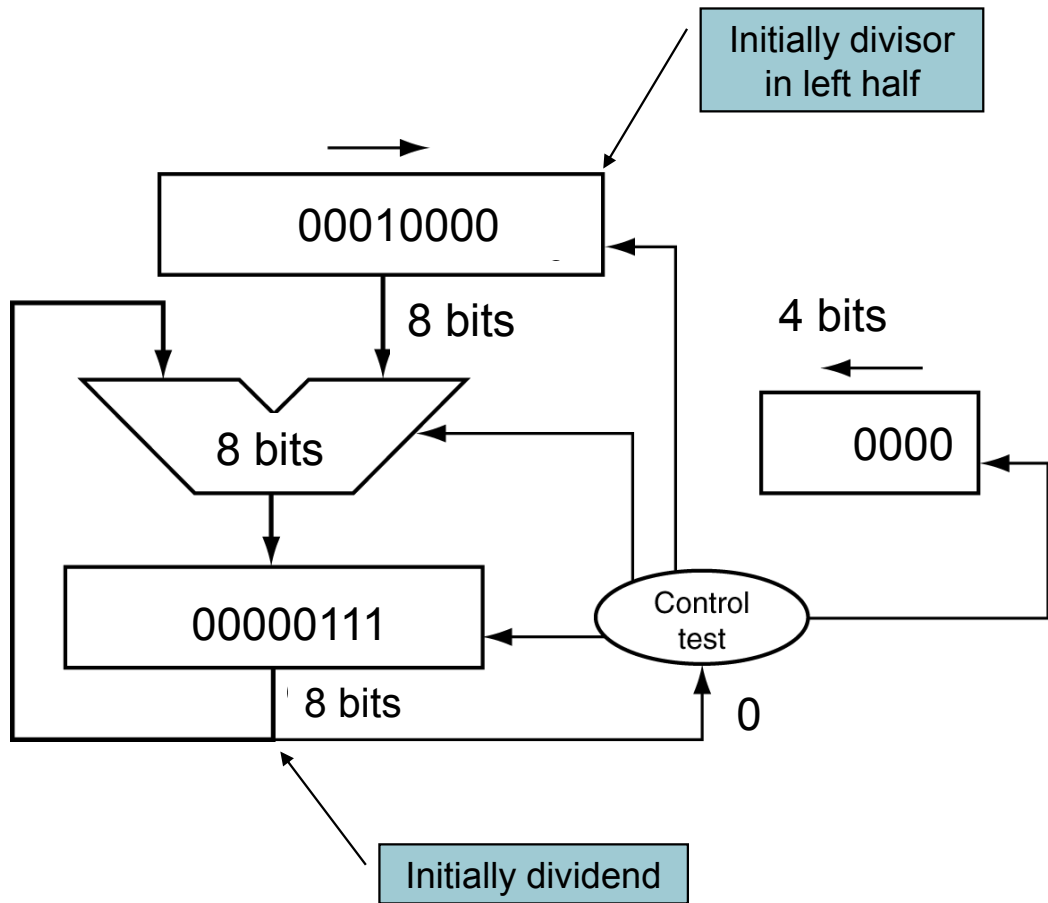 Initially divisor
in left half
00010000
8 bits
4 bits
8 bits
0000
00000111
Control
test
8 bits
0
Initially dividend